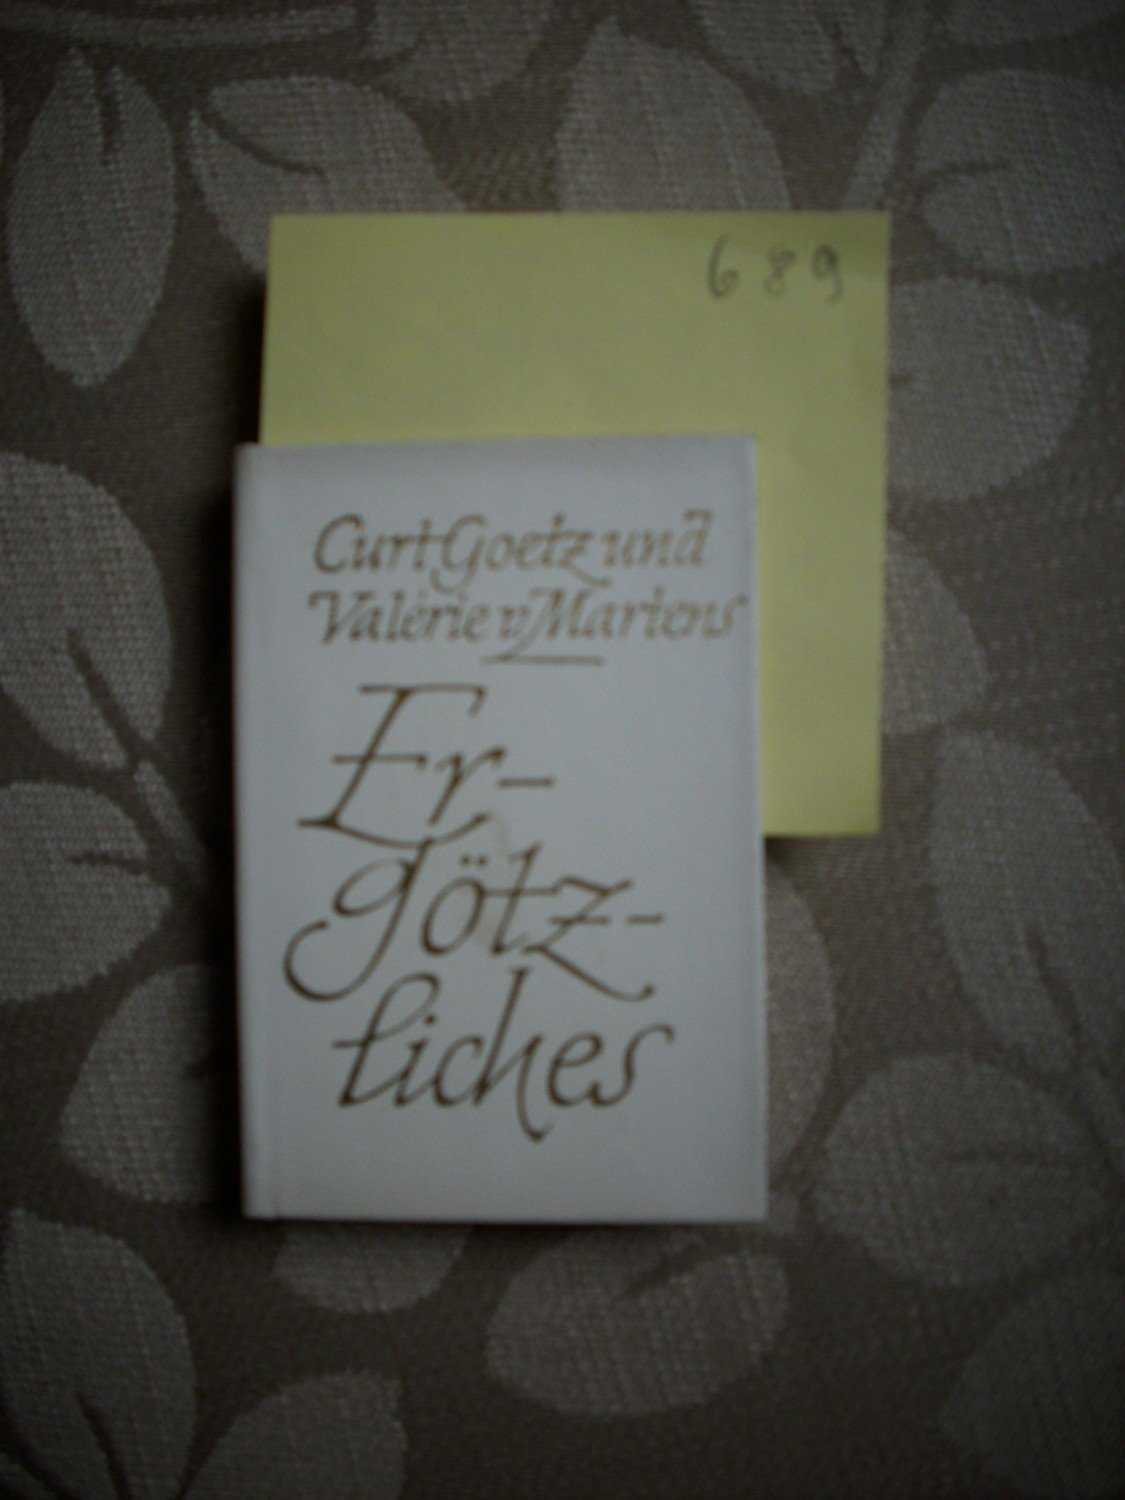 689
Curt Goetz und
Valérie v. Martens
Er-
götz-
liches